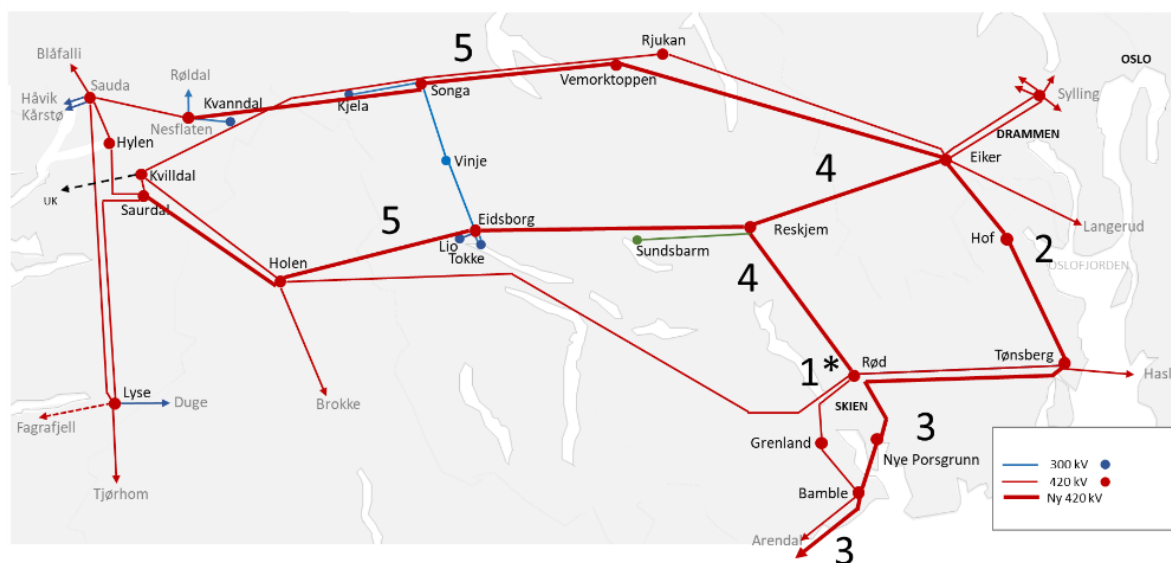 Blåfalli
Sauda
Håvik
Kårstø
Hylen
Røldal
Kvanndal
Nesflaten
Kvilldal
UK
Saurdal
5
Kjela
Songa
Rjukan
Vemorktoppen
Vinje
5
Eidsborg
Lio
Tokke
Holen
Brokke
Lyse
Duge
Fagrafjell
Tjørhom
OSLO
Sylling
DRAMMEN
Eiker
4
Langerud
Reskjem
Sundsbarm
4
Hof
2
OSLOFJORDEN
1*
Rød
Tønsberg
Hasl
SKIEN
Grenland
3
Nye Porsgrunn
Bamble
Arendal
3
300 kV
420 kV
Ny 420 kV